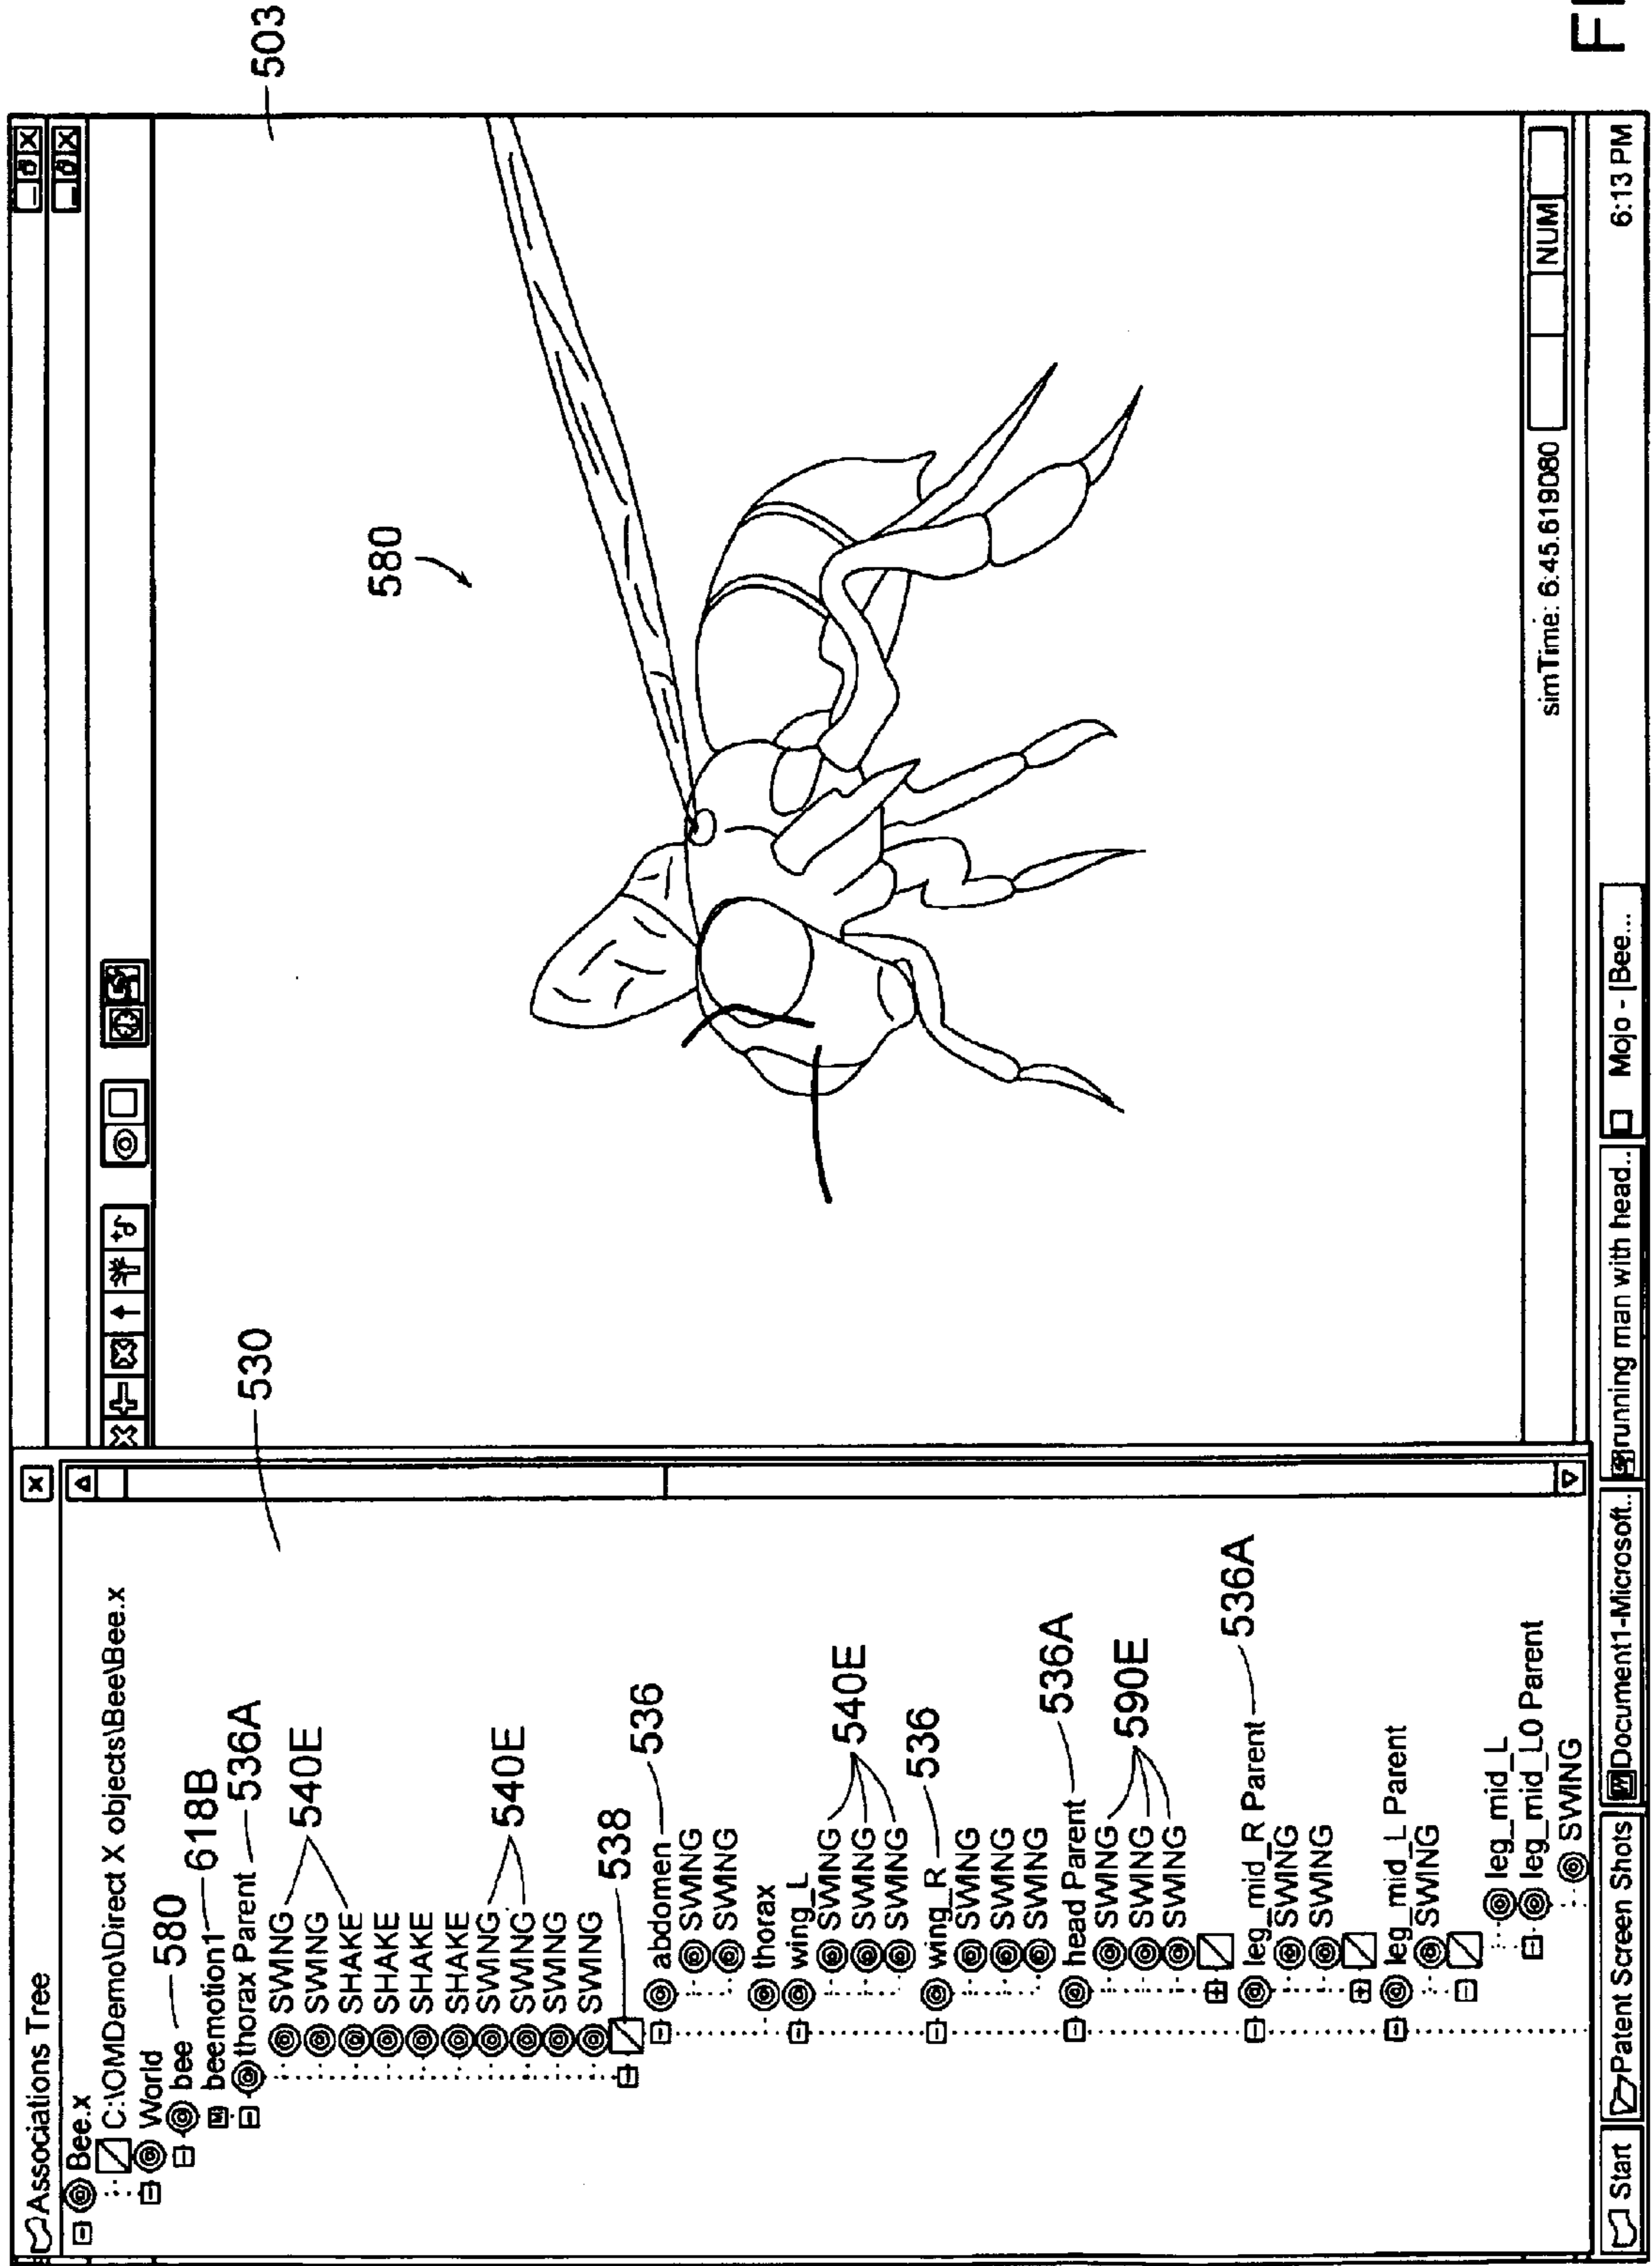 Associations Tree
Bee.x
C:\OMDemo\Direct X objects\Bee\Bee.x
World
bee 580
beemotion1 618B
thorax Parent 536A
SWING
SWING 540E
SHAKE
SHAKE
SHAKE
SHAKE
SWING
SWING 540E
SWING
SWING
538
abdomen 536
SWING
SWING
thorax
wing_L
SWING
SWING 540E
SWING
wing_R 536
SWING
SWING
SWING
head Parent 536A
SWING
SWING 590E
SWING
leg_mid_R Parent 536A
SWING
SWING
leg_mid_L Parent
SWING
leg_mid_L
leg_mid_L0 Parent
SWING
530
503
580
simTime: 6:45.619080
NUM
Start
Patent Screen Shots
Document1-Microsoft..
running man with head..
Mojo - [Bee...
6:13 PM